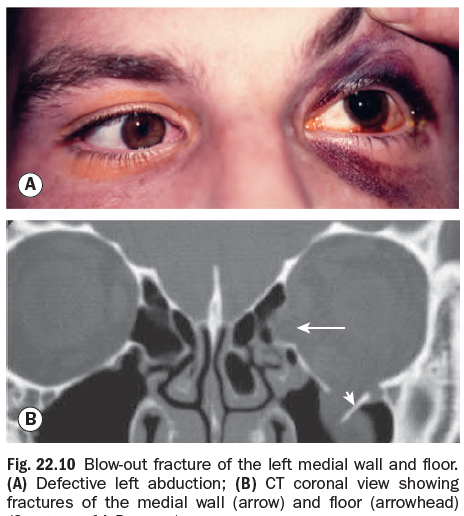 A
B
Fig. 22.10 Blow-out fracture of the left medial wall and floor.
(A) Defective left abduction; (B) CT coronal view showing
fractures of the medial wall (arrow) and floor (arrowhead)